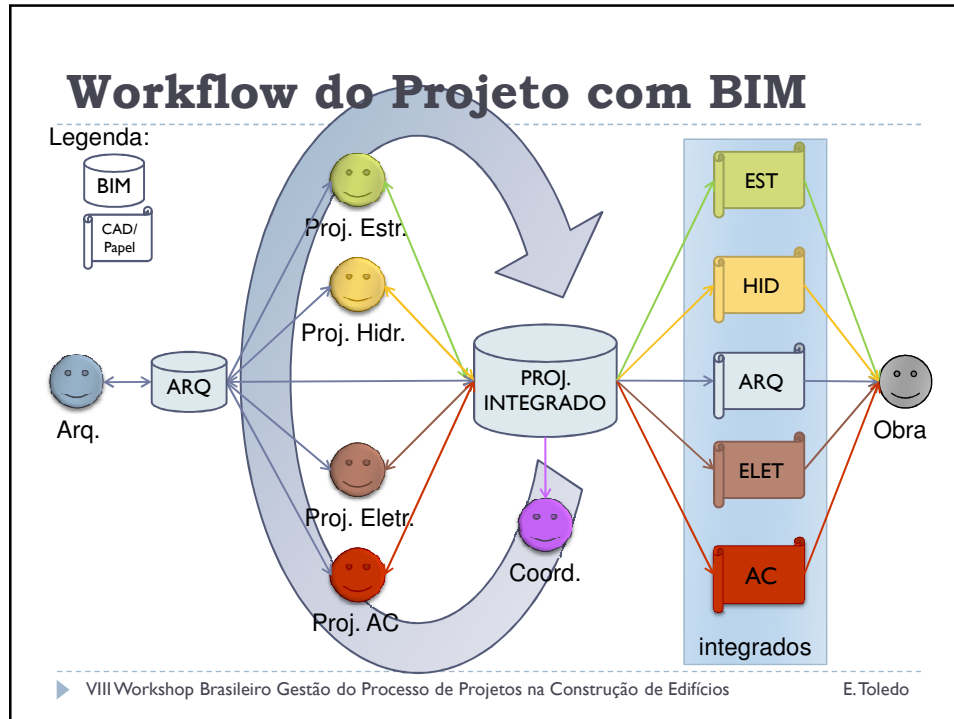 Workflow do Projeto com BIM
Legenda:
BIM
CAD/
Papel
Arq.
ARQ
Proj. Estr.
Proj. Hidr.
Proj. Eletr.
Proj. AC
PROJ.
INTEGRADO
Coord.
EST
HID
ARQ
ELET
AC
integrados
Obra
VIII Workshop Brasileiro Gestão do Processo de Projetos na Construção de Edifícios
E. Toledo